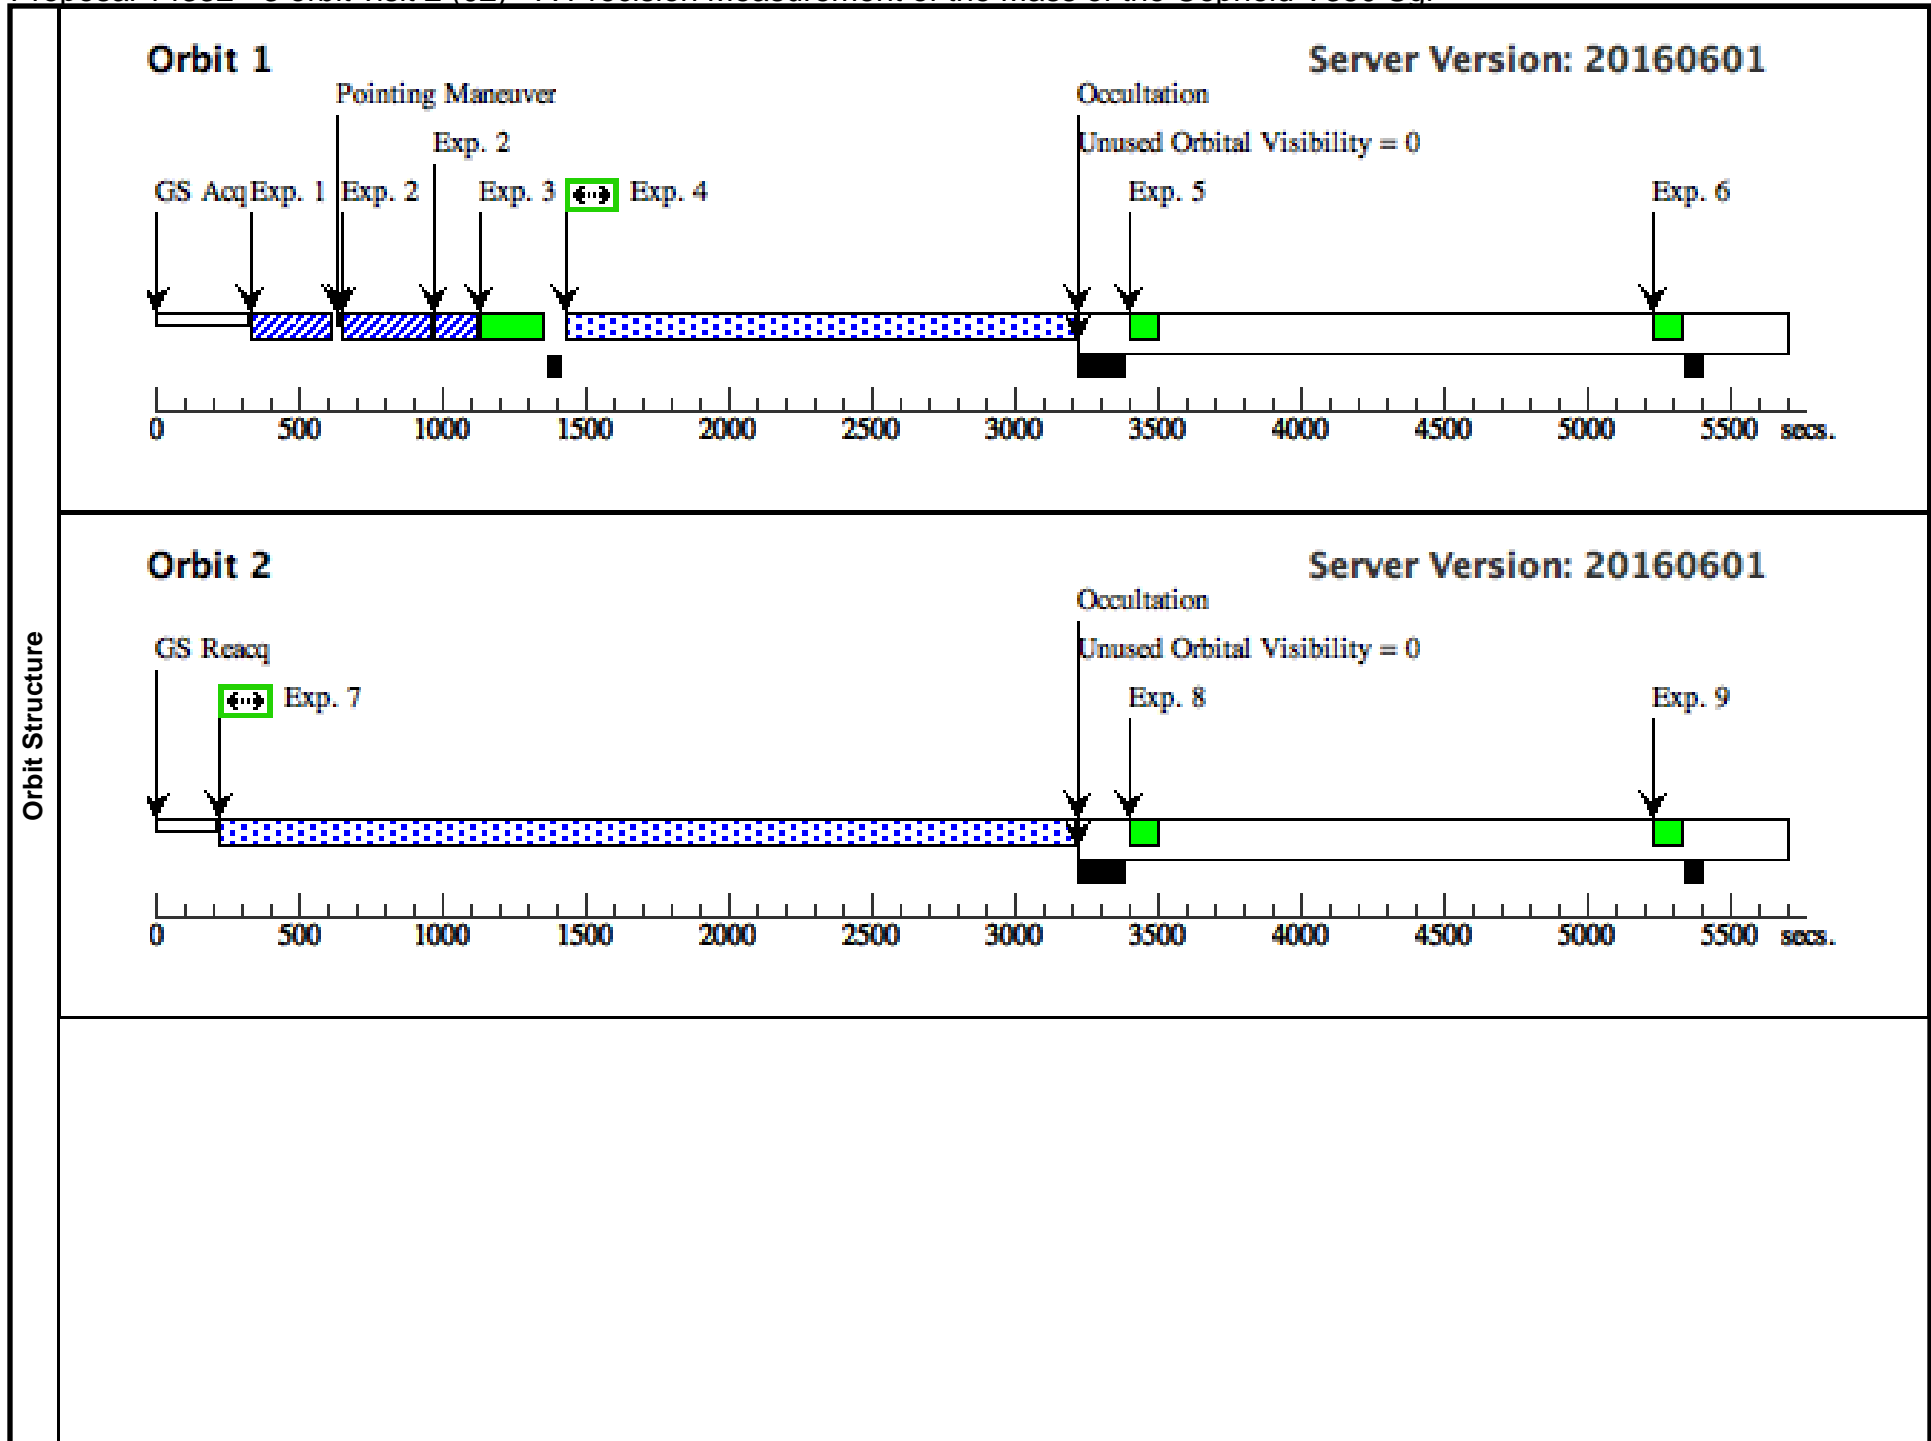 Orbit Structure
Orbit 1
Server Version: 20160601
Pointing Maneuver
Occultation
Exp. 2
Unused Orbital Visibility = 0
GS Acq Exp. 1 Exp. 2 Exp. 3 Exp. 4 Exp. 5 Exp. 6
0 500 1000 1500 2000 2500 3000 3500 4000 4500 5000 5500 secs.
Orbit 2
Server Version: 20160601
Occultation
GS Reacq
Unused Orbital Visibility = 0
Exp. 7 Exp. 8 Exp. 9
0 500 1000 1500 2000 2500 3000 3500 4000 4500 5000 5500 secs.